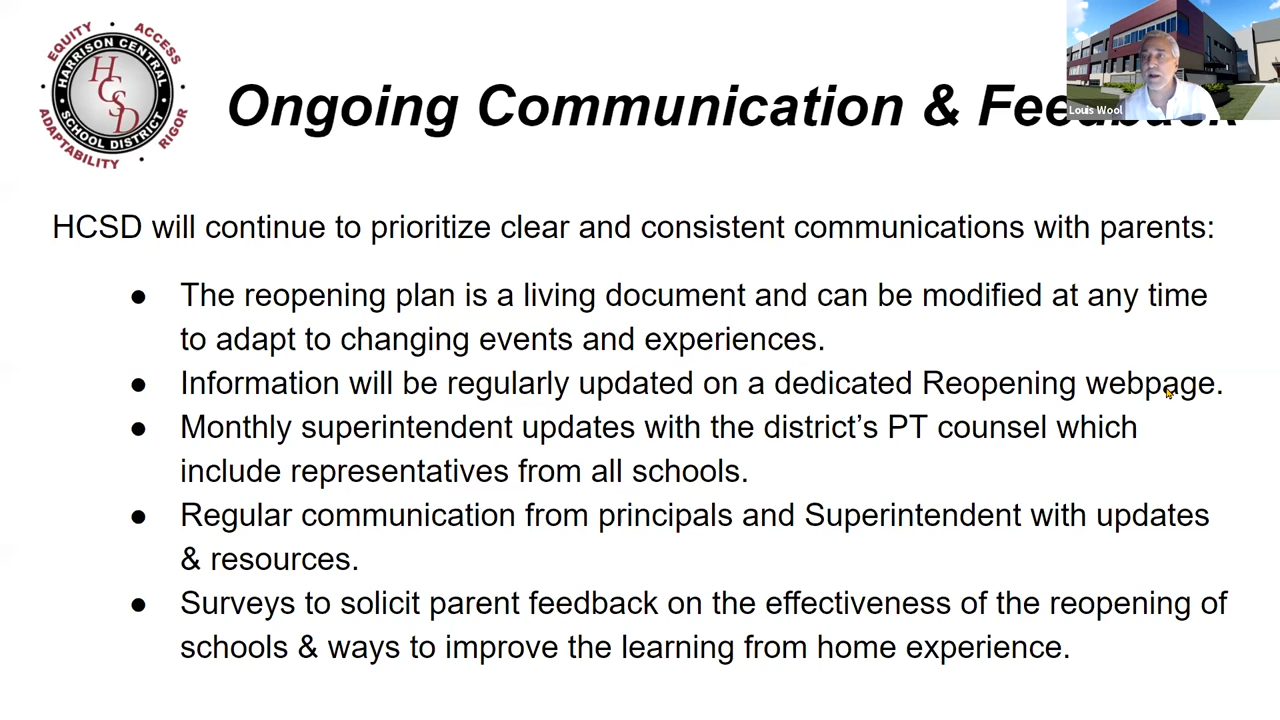 EQUITY • ACCESS
HARRISON CENTRAL
HCSD
SCHOOL DISTRICT
ADAPTABILITY • RIGOR
Ongoing Communication & Feedback
Louis Wool
HCSD will continue to prioritize clear and consistent communications with parents:
● The reopening plan is a living document and can be modified at any time
to adapt to changing events and experiences.
● Information will be regularly updated on a dedicated Reopening webpage.
● Monthly superintendent updates with the district’s PT counsel which
include representatives from all schools.
● Regular communication from principals and Superintendent with updates
& resources.
● Surveys to solicit parent feedback on the effectiveness of the reopening of
schools & ways to improve the learning from home experience.